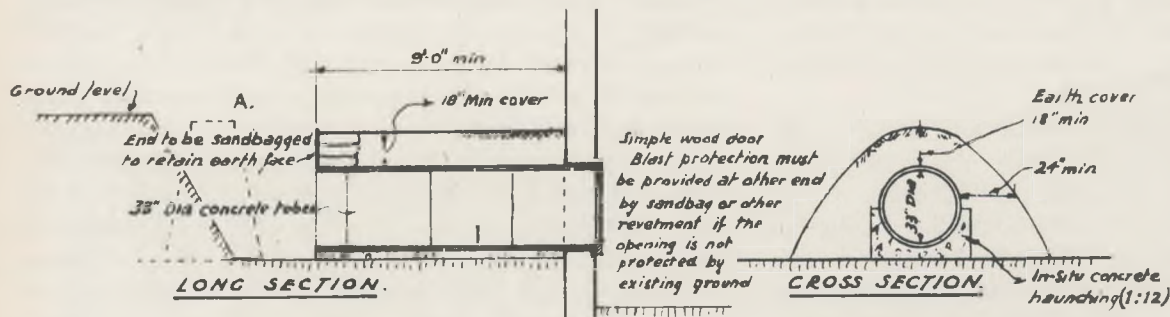 9'-0" min
Ground level
A.
18" Min cover
End to be sandbagged
to retain earth face
33" Dia concrete tubes
LONG SECTION.
Simple wood door
Blast protection must
be provided at other end
by sandbag or other
revetment if the
opening is not
protected by
existing ground
Earth cover
18" min
24" min
33" DIA
CROSS SECTION.
In-situ concrete
haunching (1:12)